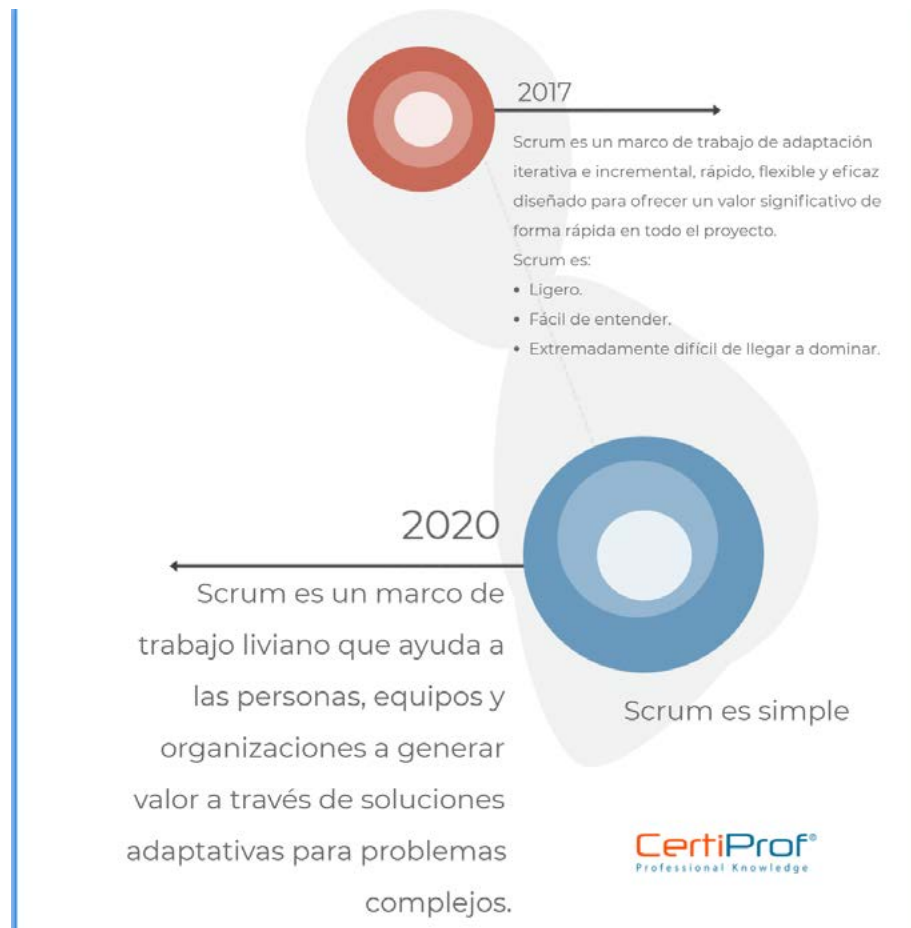 2017
Scrum es un marco de trabajo de adaptación
iterativa e incremental, rápido, flexible y eficaz
diseñado para ofrecer un valor significativo de
forma rápida en todo el proyecto.
Scrum es:
• Ligero.
• Fácil de entender.
• Extremadamente difícil de llegar a dominar.
2020
Scrum es un marco de
trabajo liviano que ayuda a
las personas, equipos y
organizaciones a generar
valor a través de soluciones
adaptativas para problemas
complejos.
Scrum es simple
CertiProf®
Professional Knowledge